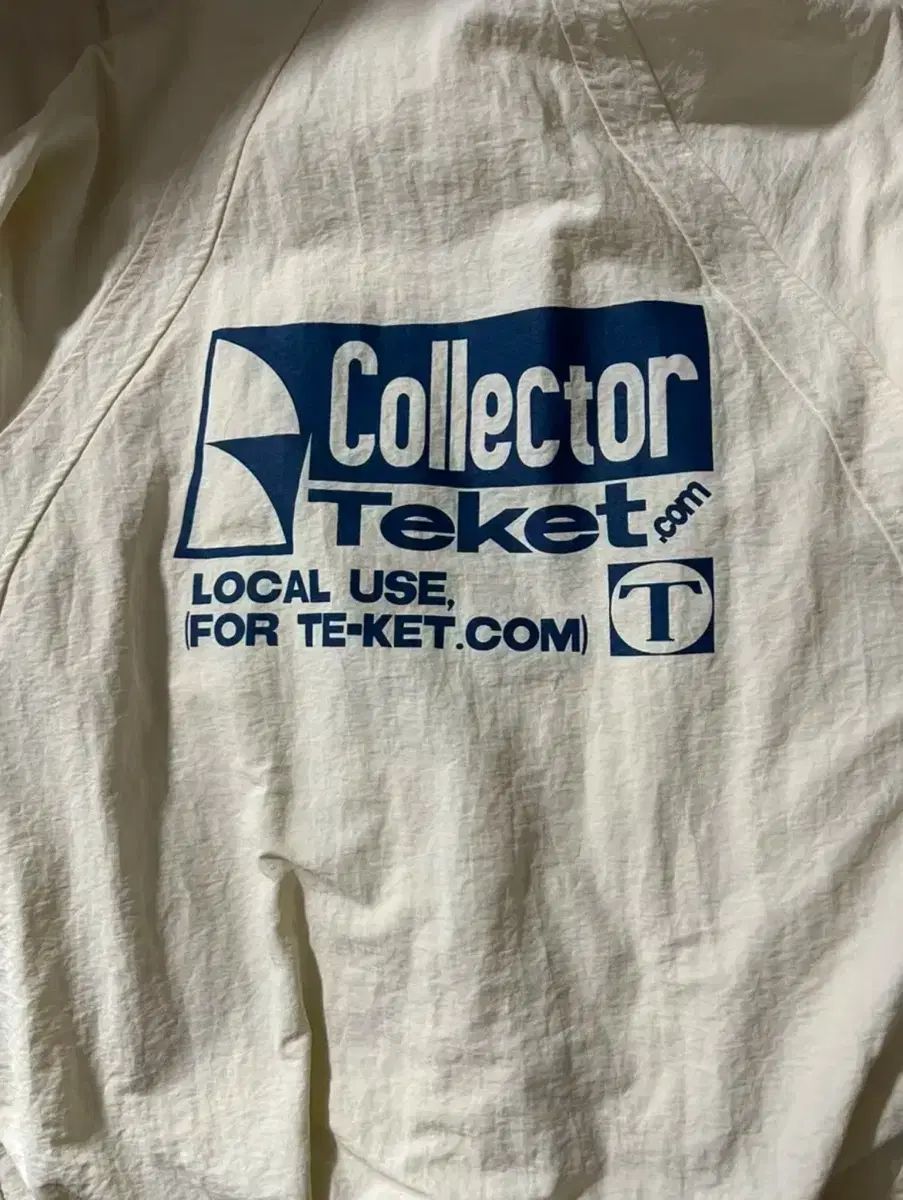 Collector
Teket.com
LOCAL USE,
(FOR TE-KET.COM)
T